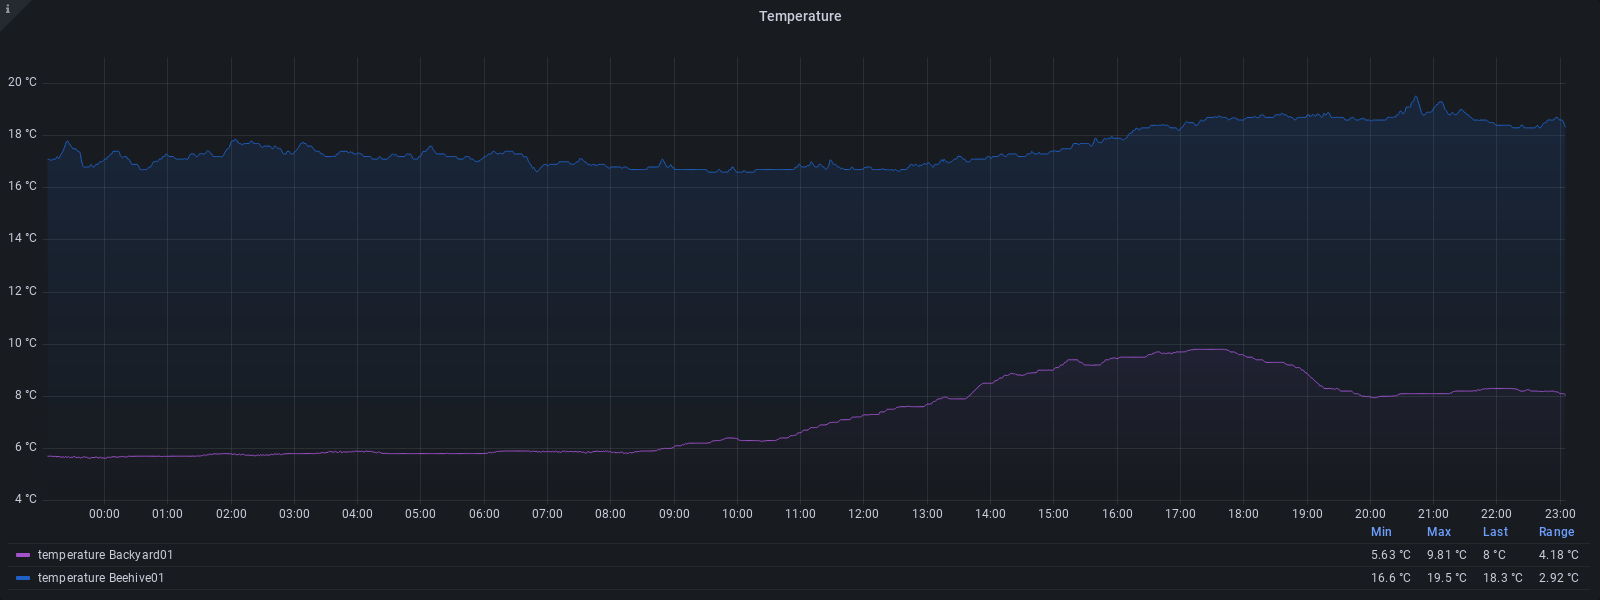 i
Temperature
20 °C
18 °C
16 °C
14 °C
12 °C
10 °C
8 °C
6 °C
4 °C
00:00 01:00 02:00 03:00 04:00 05:00 06:00 07:00 08:00 09:00 10:00 11:00 12:00 13:00 14:00 15:00 16:00 17:00 18:00 19:00 20:00 21:00 22:00 23:00
Min Max Last Range
temperature Backyard01 5.63 °C 9.81 °C 8 °C 4.18 °C
temperature Beehive01 16.6 °C 19.5 °C 18.3 °C 2.92 °C